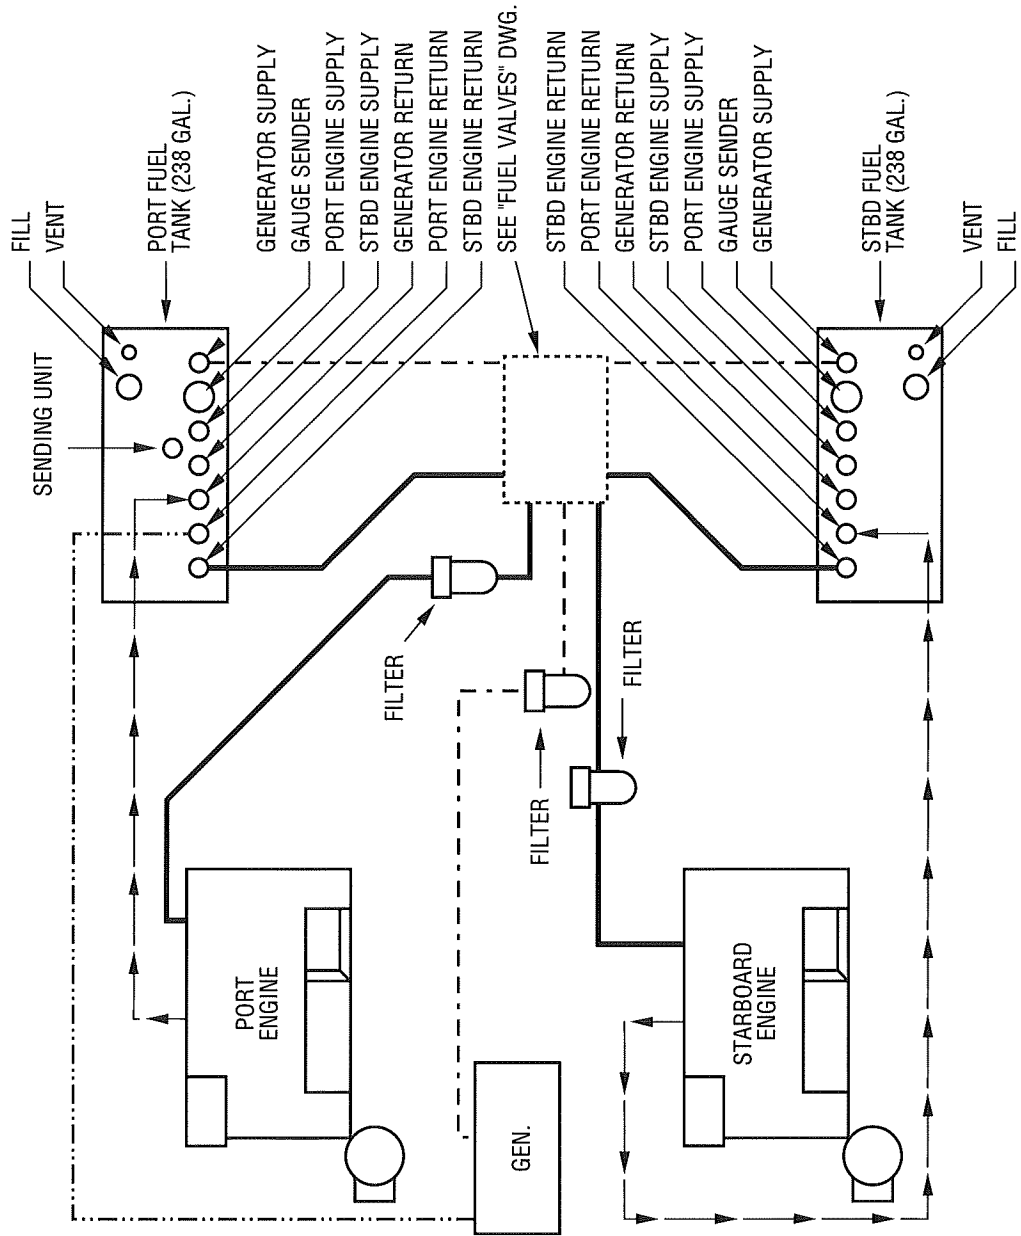 FILL
VENT
PORT FUEL
TANK (238 GAL.)
GENERATOR SUPPLY
GAUGE SENDER
PORT ENGINE SUPPLY
STBD ENGINE SUPPLY
GENERATOR RETURN
PORT ENGINE RETURN
STBD ENGINE RETURN
SEE "FUEL VALVES" DWG.
STBD ENGINE RETURN
PORT ENGINE RETURN
GENERATOR RETURN
STBD ENGINE SUPPLY
PORT ENGINE SUPPLY
GAUGE SENDER
GENERATOR SUPPLY
STBD FUEL
TANK (238 GAL.)
VENT
FILL
SENDING UNIT
FILTER
FILTER
FILTER
PORT
ENGINE
GEN.
STARBOARD
ENGINE